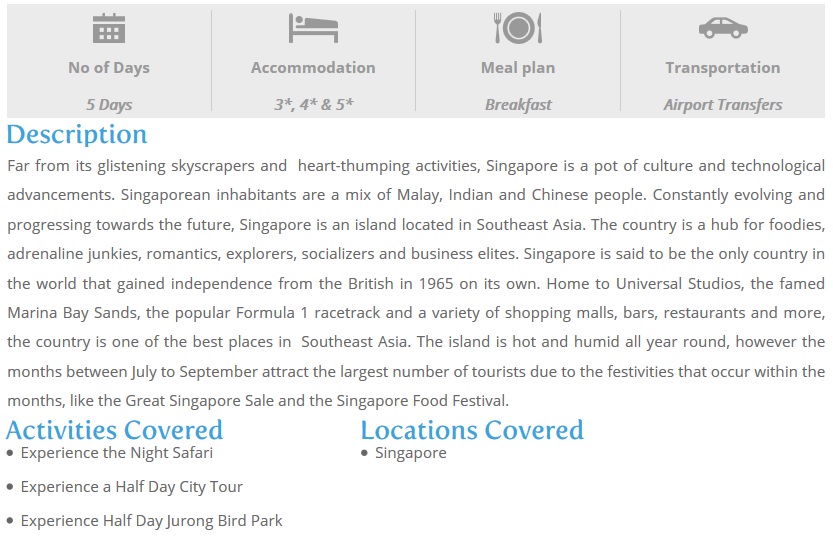 No of Days Accommodation Meal plan Transportation
5 Days 3*, 4* & 5* Breakfast Airport Transfers
Description
Far from its glistening skyscrapers and heart-thumping activities, Singapore is a pot of culture and technological
advancements. Singaporean inhabitants are a mix of Malay, Indian and Chinese people. Constantly evolving and
progressing towards the future, Singapore is an island located in Southeast Asia. The country is a hub for foodies,
adrenaline junkies, romantics, explorers, socializers and business elites. Singapore is said to be the only country in
the world that gained independence from the British in 1965 on its own. Home to Universal Studios, the famed
Marina Bay Sands, the popular Formula 1 racetrack and a variety of shopping malls, bars, restaurants and more,
the country is one of the best places in Southeast Asia. The island is hot and humid all year round, however the
months between July to September attract the largest number of tourists due to the festivities that occur within the
months, like the Great Singapore Sale and the Singapore Food Festival.
Activities Covered Locations Covered
• Experience the Night Safari • Singapore
• Experience a Half Day City Tour
• Experience Half Day Jurong Bird Park